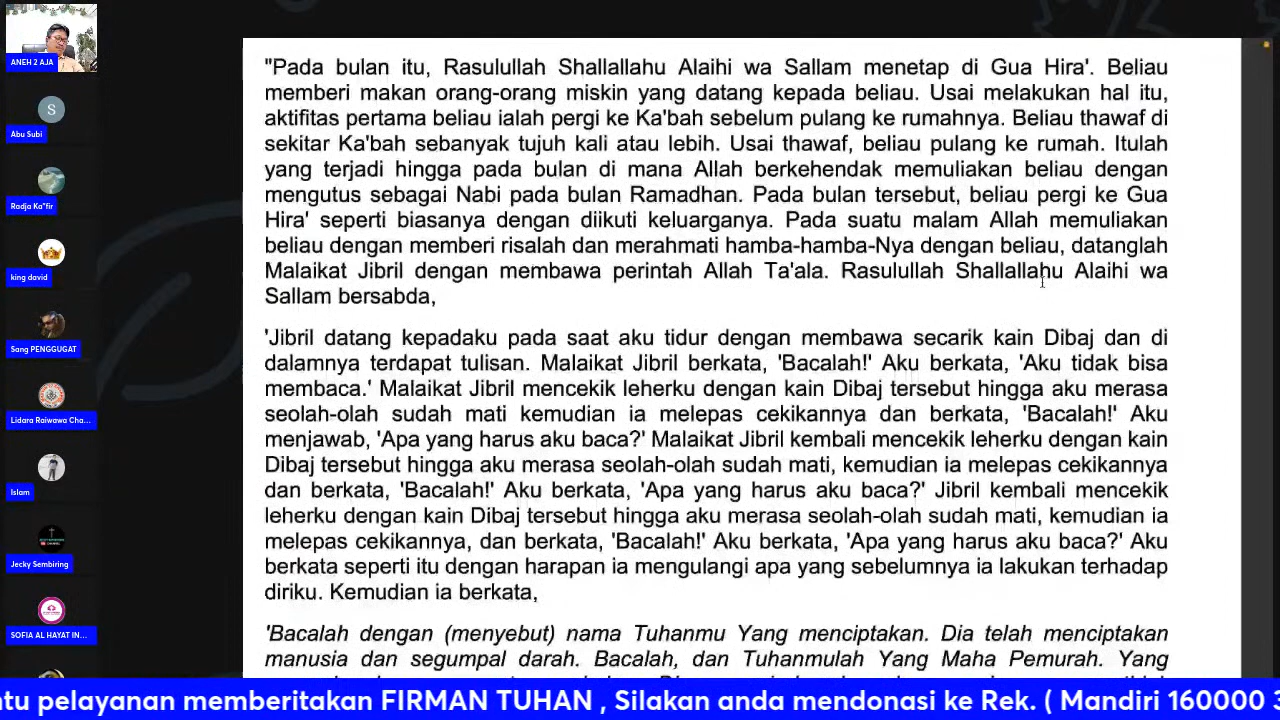 ANEH 2 AJA
S
Abu Subi
Radja Ka"fir
king david
Sang PENGGUGAT
Lidara Raiwawa Cha...
Islam
Jecky Sembiring
SOFIA AL HAYAT IN...
"Pada bulan itu, Rasulullah Shallallahu Alaihi wa Sallam menetap di Gua Hira'. Beliau
memberi makan orang-orang miskin yang datang kepada beliau. Usai melakukan hal itu,
aktifitas pertama beliau ialah pergi ke Ka'bah sebelum pulang ke rumahnya. Beliau thawaf di
sekitar Ka'bah sebanyak tujuh kali atau lebih. Usai thawaf, beliau pulang ke rumah. Itulah
yang terjadi hingga pada bulan di mana Allah berkehendak memuliakan beliau dengan
mengutus sebagai Nabi pada bulan Ramadhan. Pada bulan tersebut, beliau pergi ke Gua
Hira' seperti biasanya dengan diikuti keluarganya. Pada suatu malam Allah memuliakan
beliau dengan memberi risalah dan merahmati hamba-hamba-Nya dengan beliau, datanglah
Malaikat Jibril dengan membawa perintah Allah Ta'ala. Rasulullah Shallallahu Alaihi wa
Sallam bersabda,
'Jibril datang kepadaku pada saat aku tidur dengan membawa secarik kain Dibaj dan di
dalamnya terdapat tulisan. Malaikat Jibril berkata, 'Bacalah!' Aku berkata, 'Aku tidak bisa
membaca.' Malaikat Jibril mencekik leherku dengan kain Dibaj tersebut hingga aku merasa
seolah-olah sudah mati kemudian ia melepas cekikannya dan berkata, 'Bacalah!' Aku
menjawab, 'Apa yang harus aku baca?' Malaikat Jibril kembali mencekik leherku dengan kain
Dibaj tersebut hingga aku merasa seolah-olah sudah mati, kemudian ia melepas cekikannya
dan berkata, 'Bacalah!' Aku berkata, 'Apa yang harus aku baca?' Jibril kembali mencekik
leherku dengan kain Dibaj tersebut hingga aku merasa seolah-olah sudah mati, kemudian ia
melepas cekikannya, dan berkata, 'Bacalah!' Aku berkata, 'Apa yang harus aku baca?' Aku
berkata seperti itu dengan harapan ia mengulangi apa yang sebelumnya ia lakukan terhadap
diriku. Kemudian ia berkata,
'Bacalah dengan (menyebut) nama Tuhanmu Yang menciptakan. Dia telah menciptakan
manusia dan segumpal darah. Bacalah, dan Tuhanmulah Yang Maha Pemurah. Yang
ntu pelayanan memberitakan FIRMAN TUHAN , Silakan anda mendonasi ke Rek. ( Mandiri 160000 3